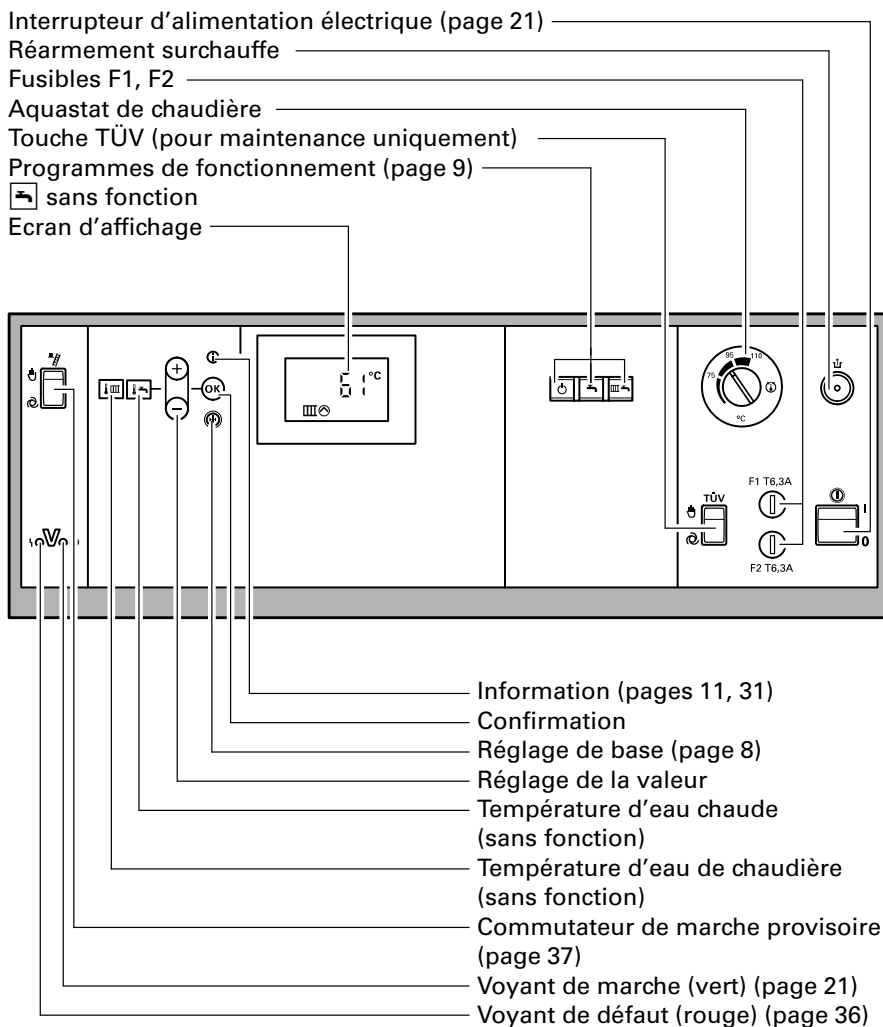 Interrupteur d'alimentation électrique (page 21)
Réarmement surchauffe
Fusibles F1, F2
Aquastat de chaudière
Touche TÜV (pour maintenance uniquement)
Programmes de fonctionnement (page 9)
sans fonction
Ecran d'affichage
61 °C
OK
75
95
110
°C
TÜV
F1 T6,3A
F2 T6,3A
I
0
V
Information (pages 11, 31)
Confirmation
Réglage de base (page 8)
Réglage de la valeur
Température d'eau chaude
(sans fonction)
Température d'eau de chaudière
(sans fonction)
Commutateur de marche provisoire
(page 37)
Voyant de marche (vert) (page 21)
Voyant de défaut (rouge) (page 36)